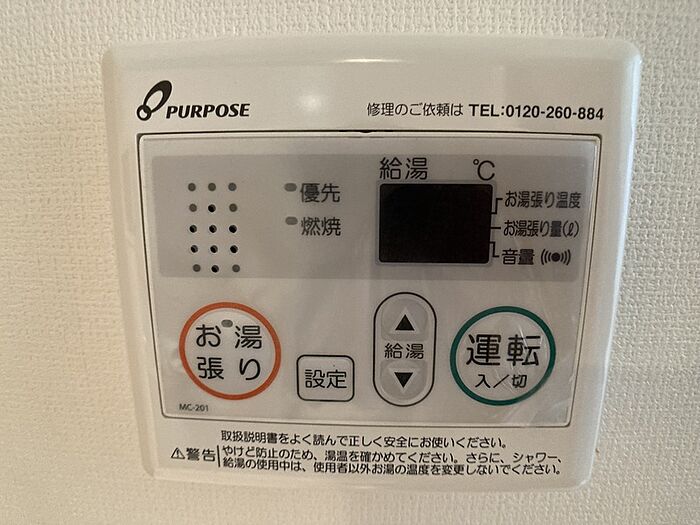 PURPOSE
修理のご依頼は TEL:0120-260-884
給湯 ℃
優先
燃焼
お湯張り温度
お湯張り量(ℓ)
音量
お湯
張り
設定
給湯
運転
入/切
MC-201
取扱説明書をよく読んで正しく安全にお使いください。
警告 やけど防止のため、湯温を確かめてください。さらに、シャワー、
給湯の使用中は、使用者以外お湯の温度を変更しないでください。